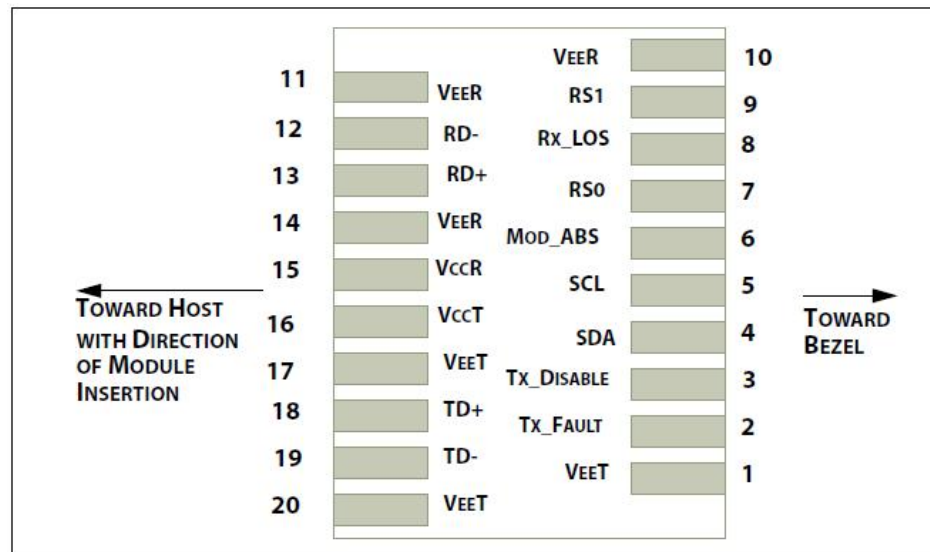 11 VEER
12 RD-
13 RD+
14 VEER
15 VCCR
16 VCCT
17 VEET
18 TD+
19 TD-
20 VEET
VEER 10
RS1 9
RX_LOS 8
RS0 7
MOD_ABS 6
SCL 5
SDA 4
TX_DISABLE 3
TX_FAULT 2
VEET 1
TOWARD HOST
WITH DIRECTION
OF MODULE
INSERTION
TOWARD
BEZEL